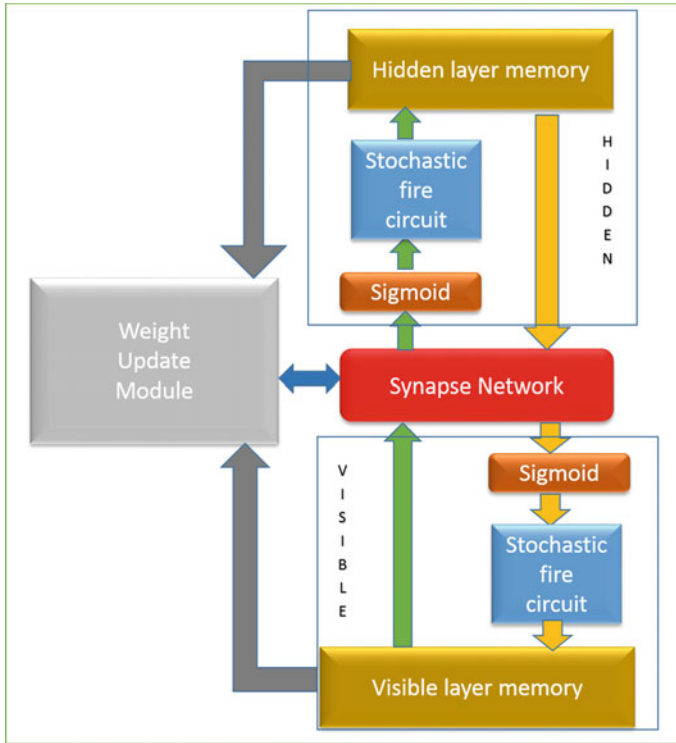 Hidden layer memory
Stochastic
fire
circuit
H
I
D
D
E
N
Sigmoid
Weight
Update
Module
Synapse Network
V
I
S
I
B
L
E
Sigmoid
Stochastic
fire
circuit
Visible layer memory